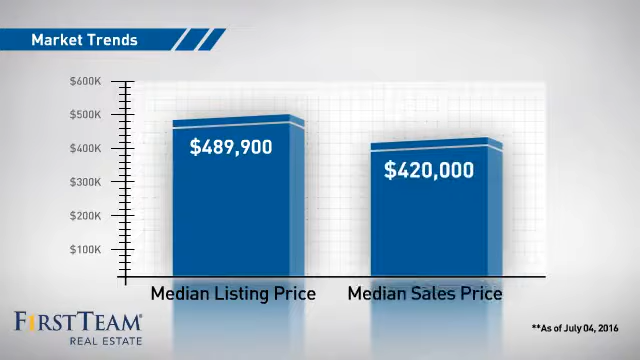 Market Trends
$600K
$500K
$400K
$300K
$200K
$100K
$489,900
$420,000
Median Listing Price
Median Sales Price
FIRSTTEAM®
REAL ESTATE
**As of July 04, 2016